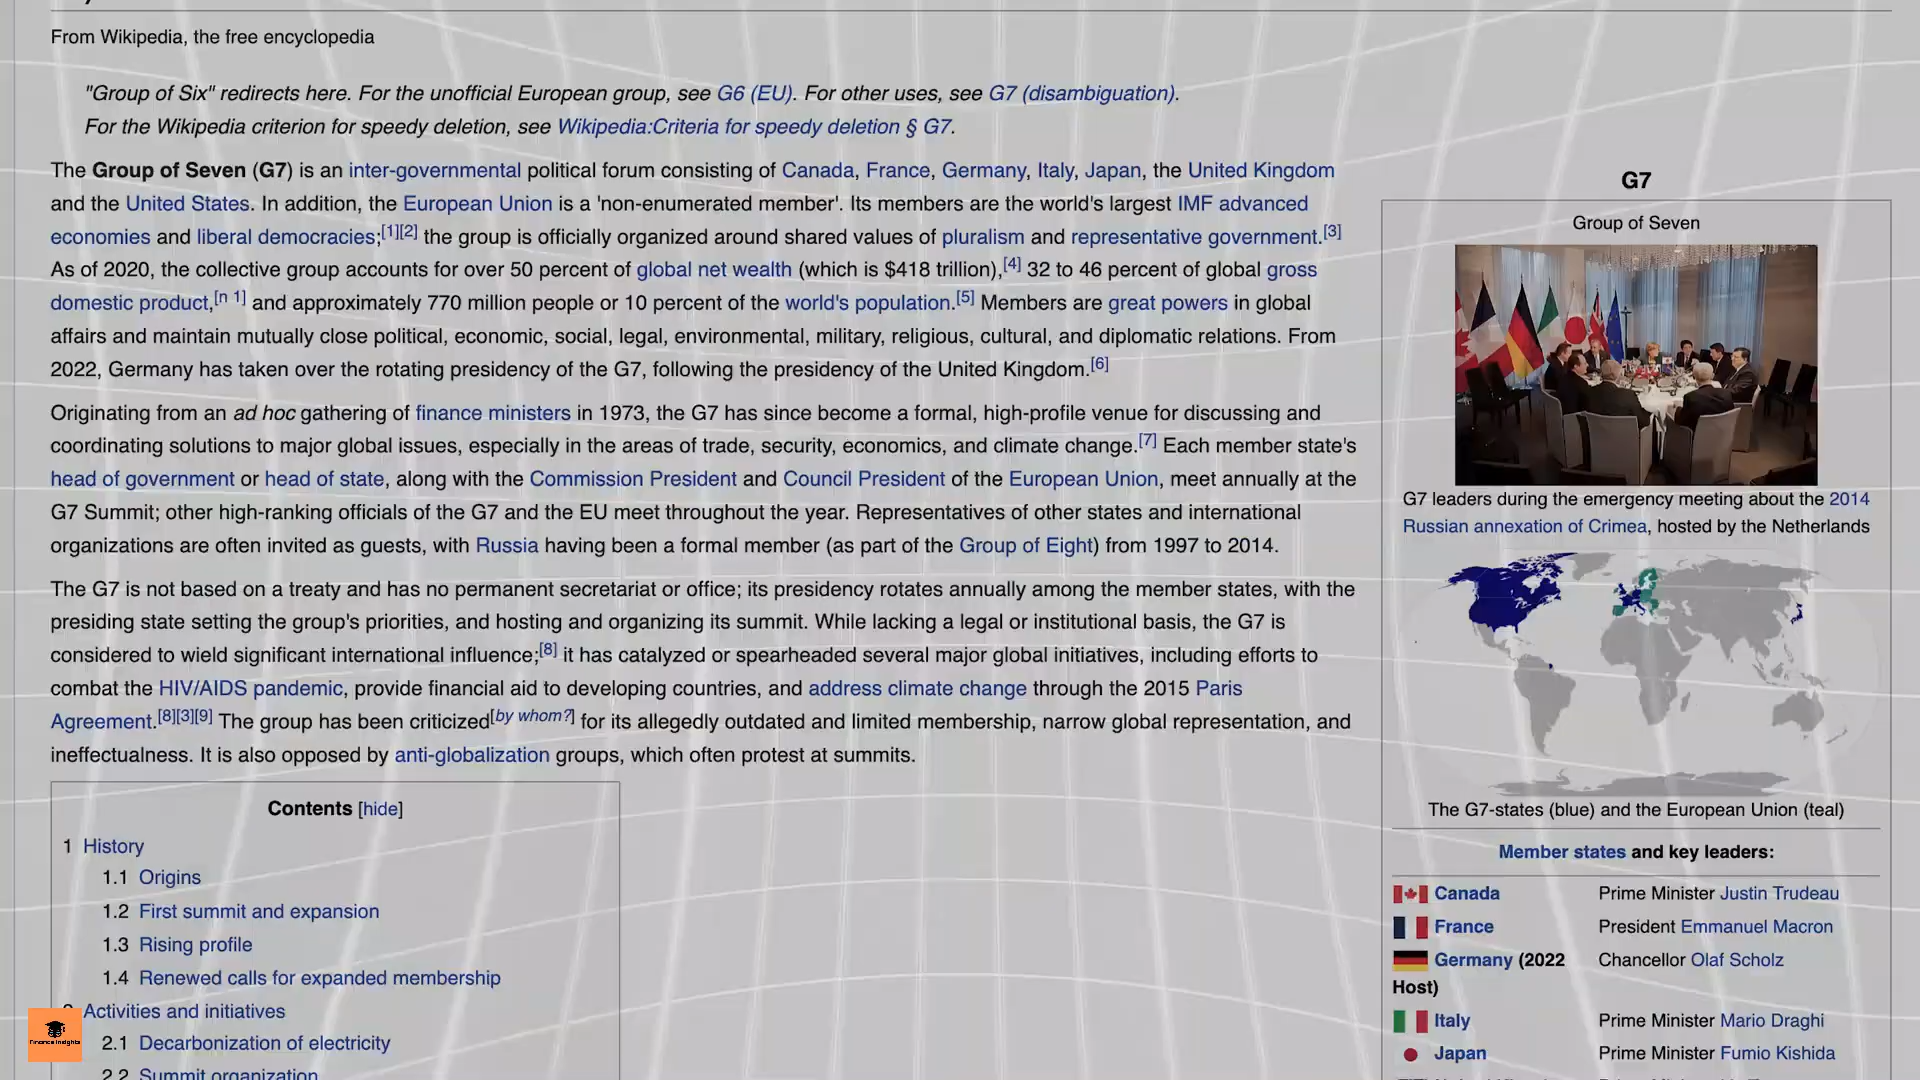 From Wikipedia, the free encyclopedia
"Group of Six" redirects here. For the unofficial European group, see G6 (EU). For other uses, see G7 (disambiguation).
For the Wikipedia criterion for speedy deletion, see Wikipedia:Criteria for speedy deletion § G7.
The Group of Seven (G7) is an inter-governmental political forum consisting of Canada, France, Germany, Italy, Japan, the United Kingdom
and the United States. In addition, the European Union is a 'non-enumerated member'. Its members are the world's largest IMF advanced
economies and liberal democracies;[1][2] the group is officially organized around shared values of pluralism and representative government.[3]
As of 2020, the collective group accounts for over 50 percent of global net wealth (which is $418 trillion),[4] 32 to 46 percent of global gross
domestic product,[n 1] and approximately 770 million people or 10 percent of the world's population.[5] Members are great powers in global
affairs and maintain mutually close political, economic, social, legal, environmental, military, religious, cultural, and diplomatic relations. From
2022, Germany has taken over the rotating presidency of the G7, following the presidency of the United Kingdom.[6]
Originating from an ad hoc gathering of finance ministers in 1973, the G7 has since become a formal, high-profile venue for discussing and
coordinating solutions to major global issues, especially in the areas of trade, security, economics, and climate change.[7] Each member state's
head of government or head of state, along with the Commission President and Council President of the European Union, meet annually at the
G7 Summit; other high-ranking officials of the G7 and the EU meet throughout the year. Representatives of other states and international
organizations are often invited as guests, with Russia having been a formal member (as part of the Group of Eight) from 1997 to 2014.
The G7 is not based on a treaty and has no permanent secretariat or office; its presidency rotates annually among the member states, with the
presiding state setting the group's priorities, and hosting and organizing its summit. While lacking a legal or institutional basis, the G7 is
considered to wield significant international influence;[8] it has catalyzed or spearheaded several major global initiatives, including efforts to
combat the HIV/AIDS pandemic, provide financial aid to developing countries, and address climate change through the 2015 Paris
Agreement.[8][3][9] The group has been criticized[by whom?] for its allegedly outdated and limited membership, narrow global representation, and
ineffectualness. It is also opposed by anti-globalization groups, which often protest at summits.
Contents [hide]
1 History
1.1 Origins
1.2 First summit and expansion
1.3 Rising profile
1.4 Renewed calls for expanded membership
Activities and initiatives
2.1 Decarbonization of electricity
2.2 Summit organization
Finance Insights
G7
Group of Seven
G7 leaders during the emergency meeting about the 2014
Russian annexation of Crimea, hosted by the Netherlands
The G7-states (blue) and the European Union (teal)
Member states and key leaders:
Canada Prime Minister Justin Trudeau
France President Emmanuel Macron
Germany (2022 Chancellor Olaf Scholz
Host)
Italy Prime Minister Mario Draghi
Japan Prime Minister Fumio Kishida